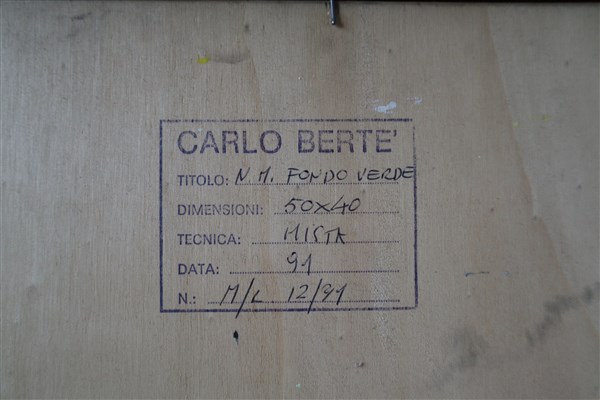 CARLO BERTE'
TITOLO: N.M. FONDO VERDE
DIMENSIONI: 50x40
TECNICA: MISTA
DATA: 91
N.: M/L 12/91